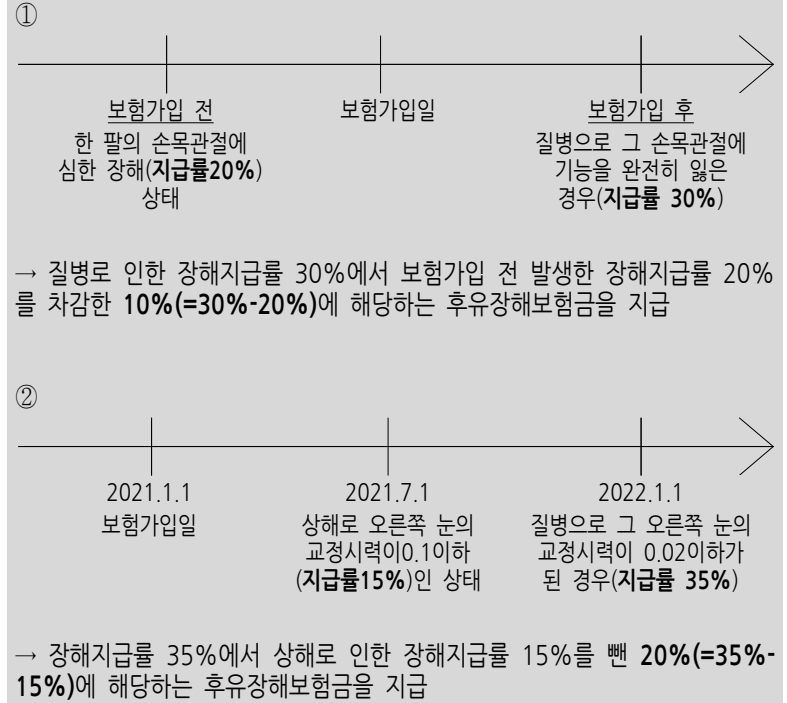 ①
보험가입 전
보험가입일
보험가입 후
한 팔의 손목관절에
심한 장해(지급률20%)
상태
질병으로 그 손목관절에
기능을 완전히 잃은
경우(지급률 30%)
→ 질병로 인한 장해지급률 30%에서 보험가입 전 발생한 장해지급률 20%
를 차감한 10%(=30%-20%)에 해당하는 후유장해보험금을 지급
②
2021.1.1
보험가입일
2021.7.1
상해로 오른쪽 눈의
교정시력이0.1이하
(지급률15%)인 상태
2022.1.1
질병으로 그 오른쪽 눈의
교정시력이 0.02이하가
된 경우(지급률 35%)
→ 장해지급률 35%에서 상해로 인한 장해지급률 15%를 뺀 20%(=35%-
15%)에 해당하는 후유장해보험금을 지급